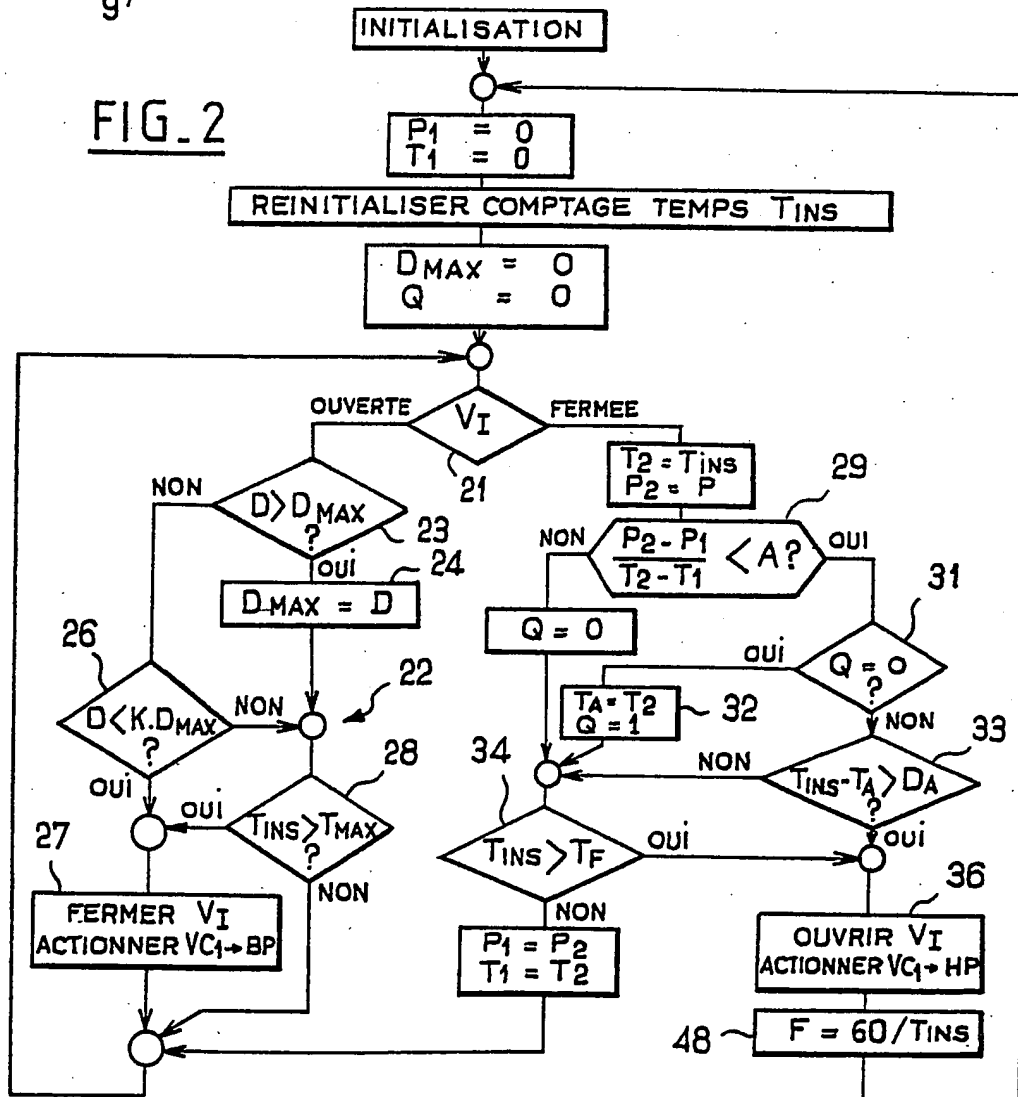 g
INITIALISATION
FIG_2
P1 = 0
T1 = 0
REINITIALISER COMPTAGE TEMPS TINS
DMAX = 0
Q = 0
OUVERTE
VI
FERMEE
21
T2 = TINS
P2 = P
29
NON
D > DMAX
?
23
OUI
24
DMAX = D
NON
P2 - P1
T2 - T1
< A?
OUI
31
Q = 0
Q = 0
?
OUI
NON
26
D < K.DMAX
?
NON
22
OUI
TA = T2
Q = 1
32
33
TINS - TA > DA
?
NON
OUI
28
TINS > TMAX
?
OUI
NON
34
TINS > TF
OUI
NON
27
FERMER VI
ACTIONNER VC1→BP
P1 = P2
T1 = T2
36
OUVRIR VI
ACTIONNER VC1→HP
48
F = 60/TINS